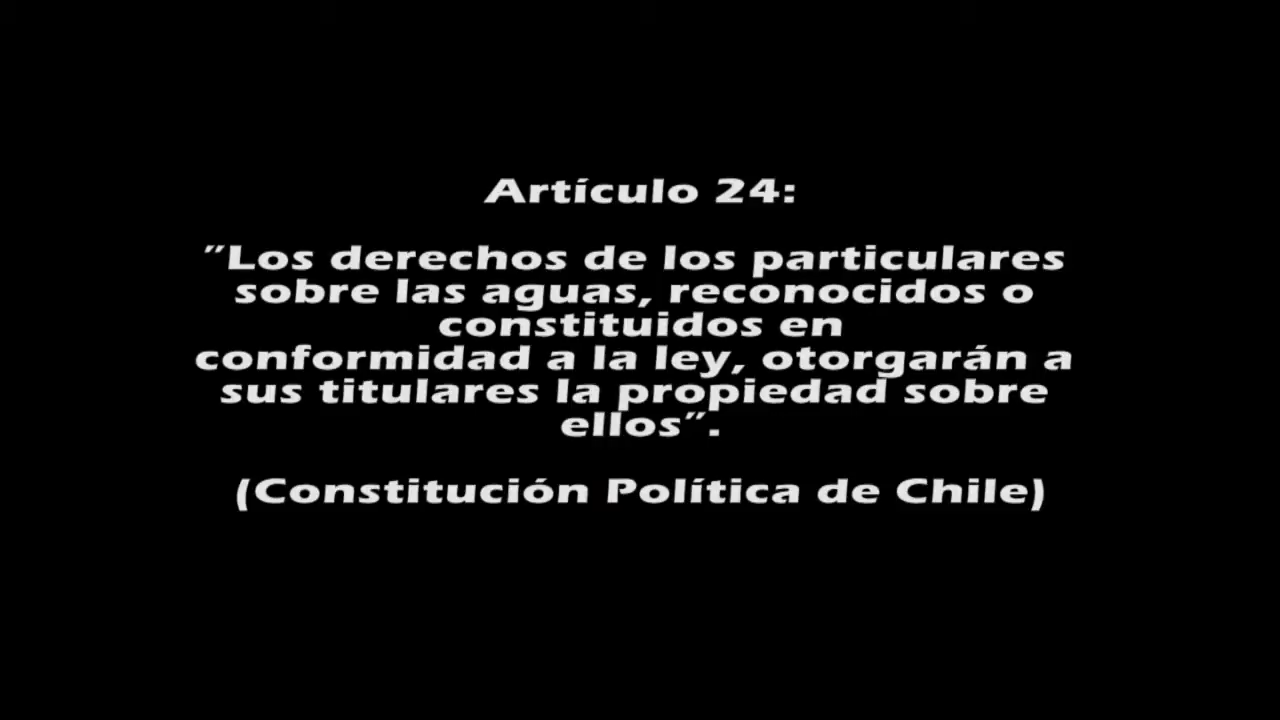 Artículo 24:
"Los derechos de los particulares
sobre las aguas, reconocidos o
constituidos en
conformidad a la ley, otorgarán a
sus titulares la propiedad sobre
ellos".
(Constitución Política de Chile)